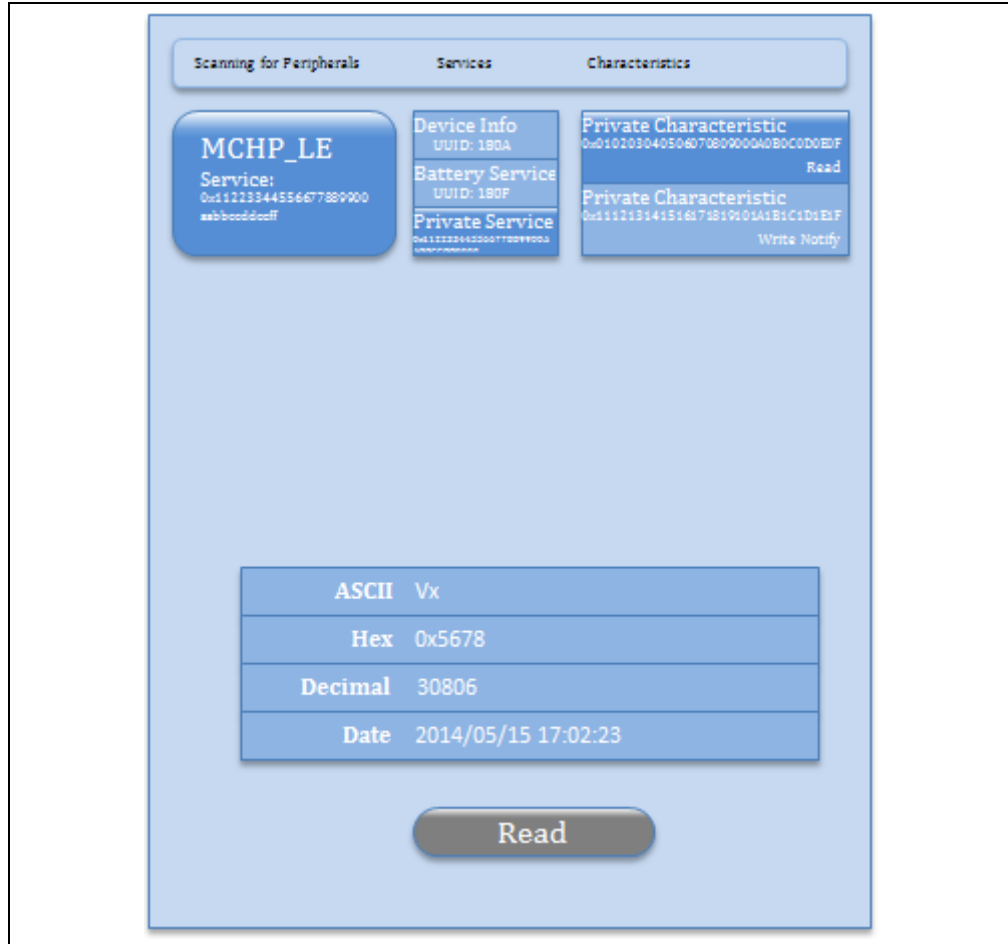 Scanning for Peripherals Services Characteristics
MCHP_LE
Service:
0x11223344556677889900
aabbccddeeff
Device Info
UUID: 180A
Battery Service
UUID: 180F
Private Service
0x11223344556677889900A
Private Characteristic
0x010203040506070809000A0B0C0D0E0F
Read
Private Characteristic
0x111213141516171819101A1B1C1D1E1F
Write Notify
ASCII Vx
Hex 0x5678
Decimal 30806
Date 2014/05/15 17:02:23
Read